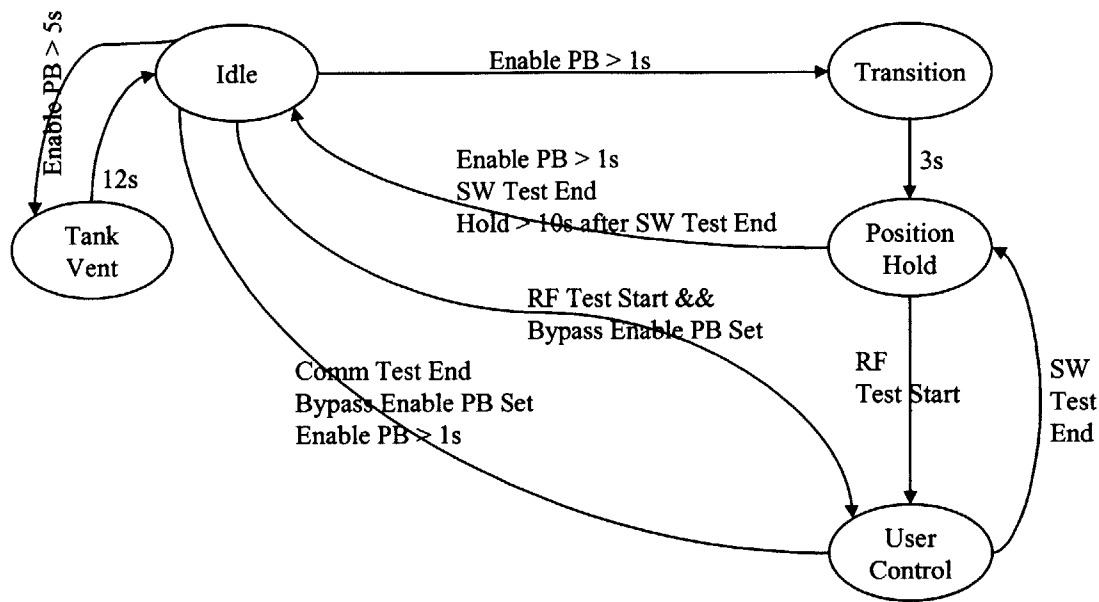 Enable PB > 5s
Idle
Enable PB > 1s
Transition
12s
3s
Enable PB > 1s
SW Test End
Hold > 10s after SW Test End
Tank
Vent
Position
Hold
RF Test Start &&
Bypass Enable PB Set
Comm Test End
Bypass Enable PB Set
Enable PB > 1s
RF
Test Start
SW
Test
End
User
Control